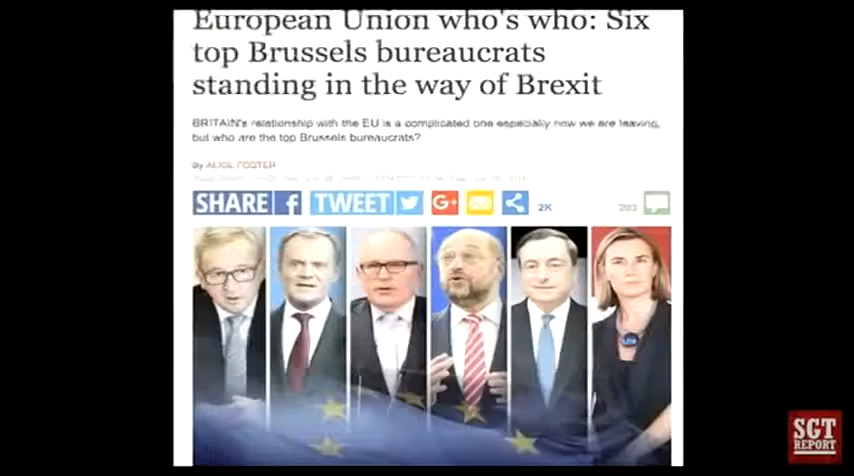 European Union who's who: Six
top Brussels bureaucrats
standing in the way of Brexit
BRITAIN's relationship with the EU is a complicated one especially now we are leaving,
but who are the top Brussels bureaucrats?
By ALICE FOSTER
SHARE f TWEET G+ 2K
SGT
REPORT